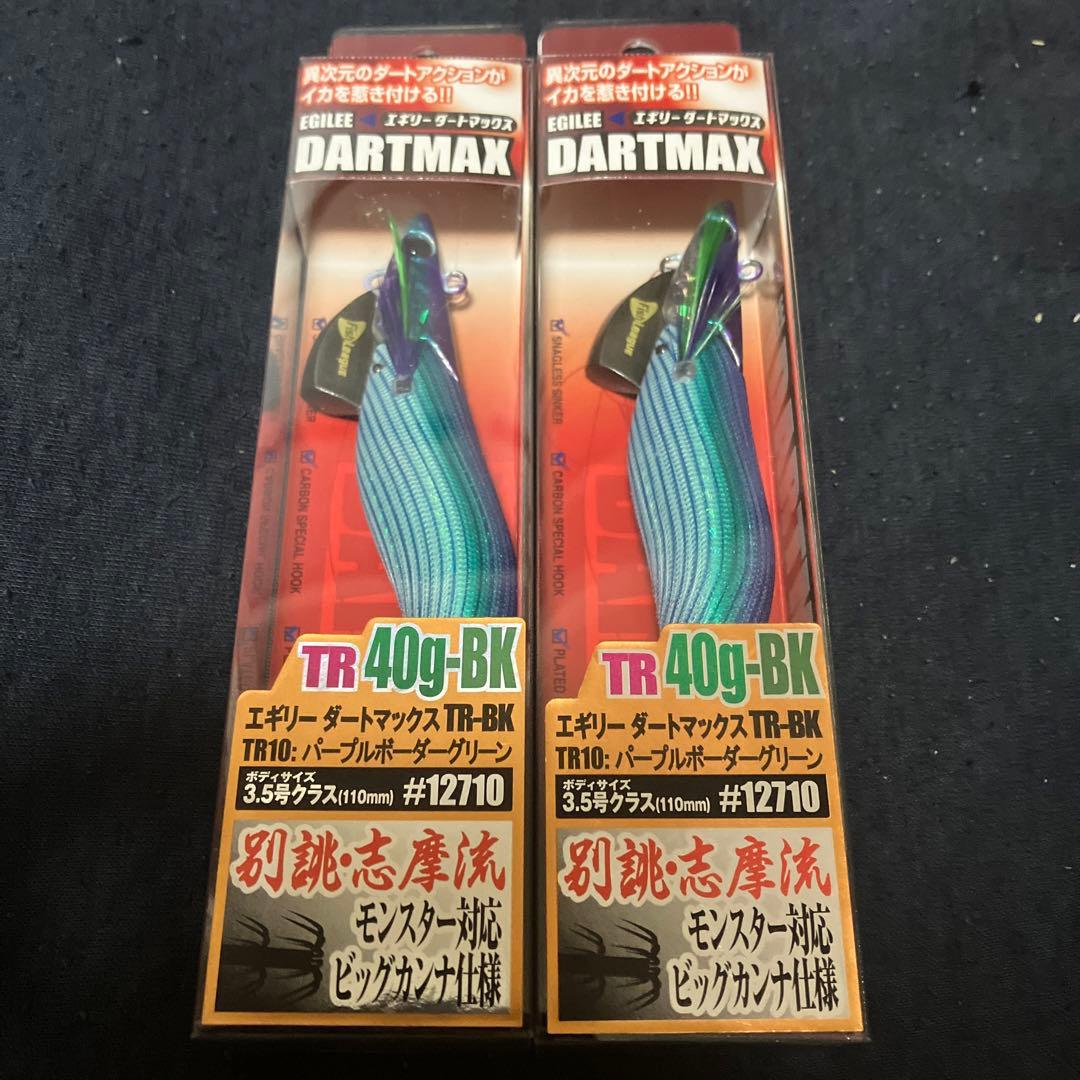 異次元のダートアクションが
イカを惹き付ける!!
EGILEE エギリー ダートマックス
DARTMAX
Fish League
SNAGLESS SINKER
CARBON SPECIAL HOOK
TR 40g-BK
エギリー ダートマックス TR-BK
TR10: パープルボーダーグリーン
ボディサイズ
3.5号クラス(110mm) #12710
別誂・志摩流
モンスター対応
ビッグカンナ仕様
異次元のダートアクションが
イカを惹き付ける!!
EGILEE エギリー ダートマックス
DARTMAX
Fish League
SNAGLESS SINKER
CARBON SPECIAL HOOK
PLATED
TR 40g-BK
エギリー ダートマックス TR-BK
TR10: パープルボーダーグリーン
ボディサイズ
3.5号クラス(110mm) #12710
別誂・志摩流
モンスター対応
ビッグカンナ仕様